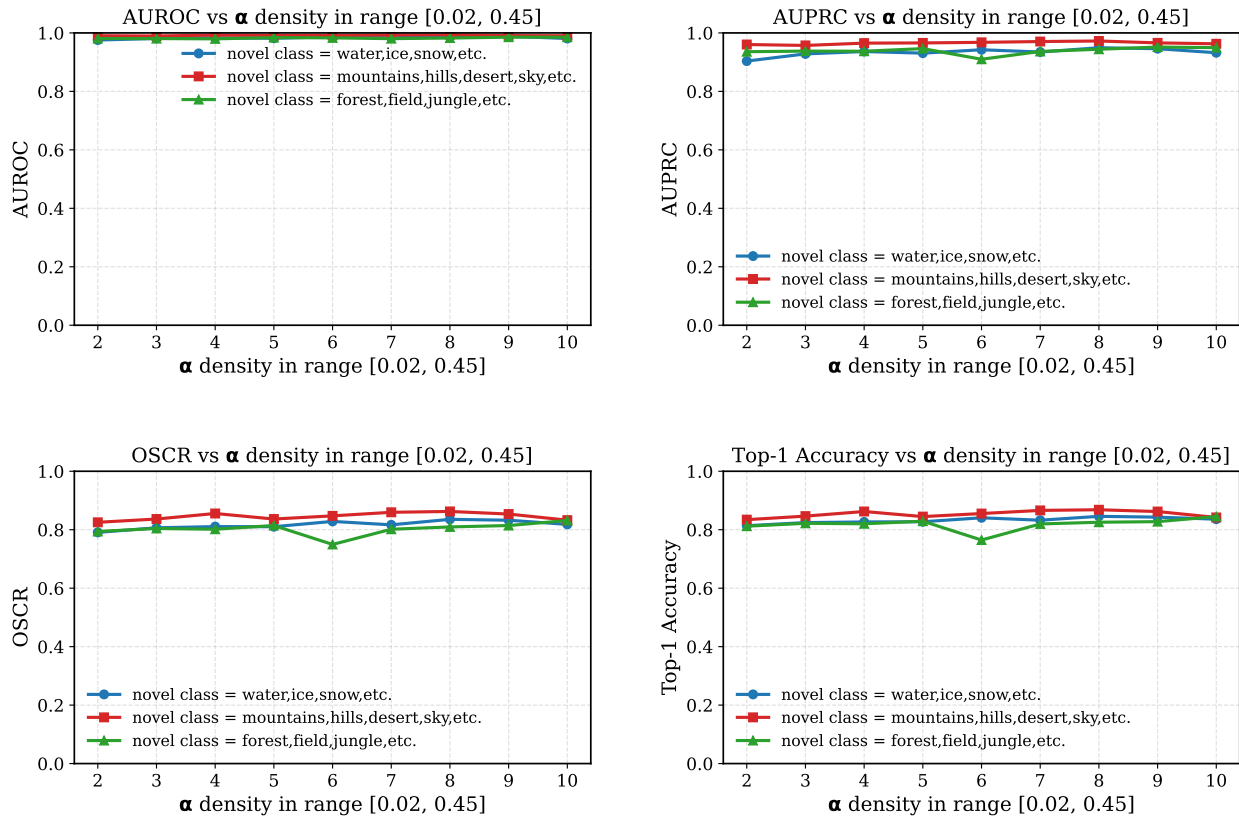 AUROC vs α density in range [0.02, 0.45]
1.0
0.8
0.6
0.4
0.2
0.0
AUROC
novel class = water,ice,snow,etc.
novel class = mountains,hills,desert,sky,etc.
novel class = forest,field,jungle,etc.
2 3 4 5 6 7 8 9 10
α density in range [0.02, 0.45]
AUPRC vs α density in range [0.02, 0.45]
1.0
0.8
0.6
0.4
0.2
0.0
AUPRC
novel class = water,ice,snow,etc.
novel class = mountains,hills,desert,sky,etc.
novel class = forest,field,jungle,etc.
2 3 4 5 6 7 8 9 10
α density in range [0.02, 0.45]
OSCR vs α density in range [0.02, 0.45]
1.0
0.8
0.6
0.4
0.2
0.0
OSCR
novel class = water,ice,snow,etc.
novel class = mountains,hills,desert,sky,etc.
novel class = forest,field,jungle,etc.
2 3 4 5 6 7 8 9 10
α density in range [0.02, 0.45]
Top-1 Accuracy vs α density in range [0.02, 0.45]
1.0
0.8
0.6
0.4
0.2
0.0
Top-1 Accuracy
novel class = water,ice,snow,etc.
novel class = mountains,hills,desert,sky,etc.
novel class = forest,field,jungle,etc.
2 3 4 5 6 7 8 9 10
α density in range [0.02, 0.45]